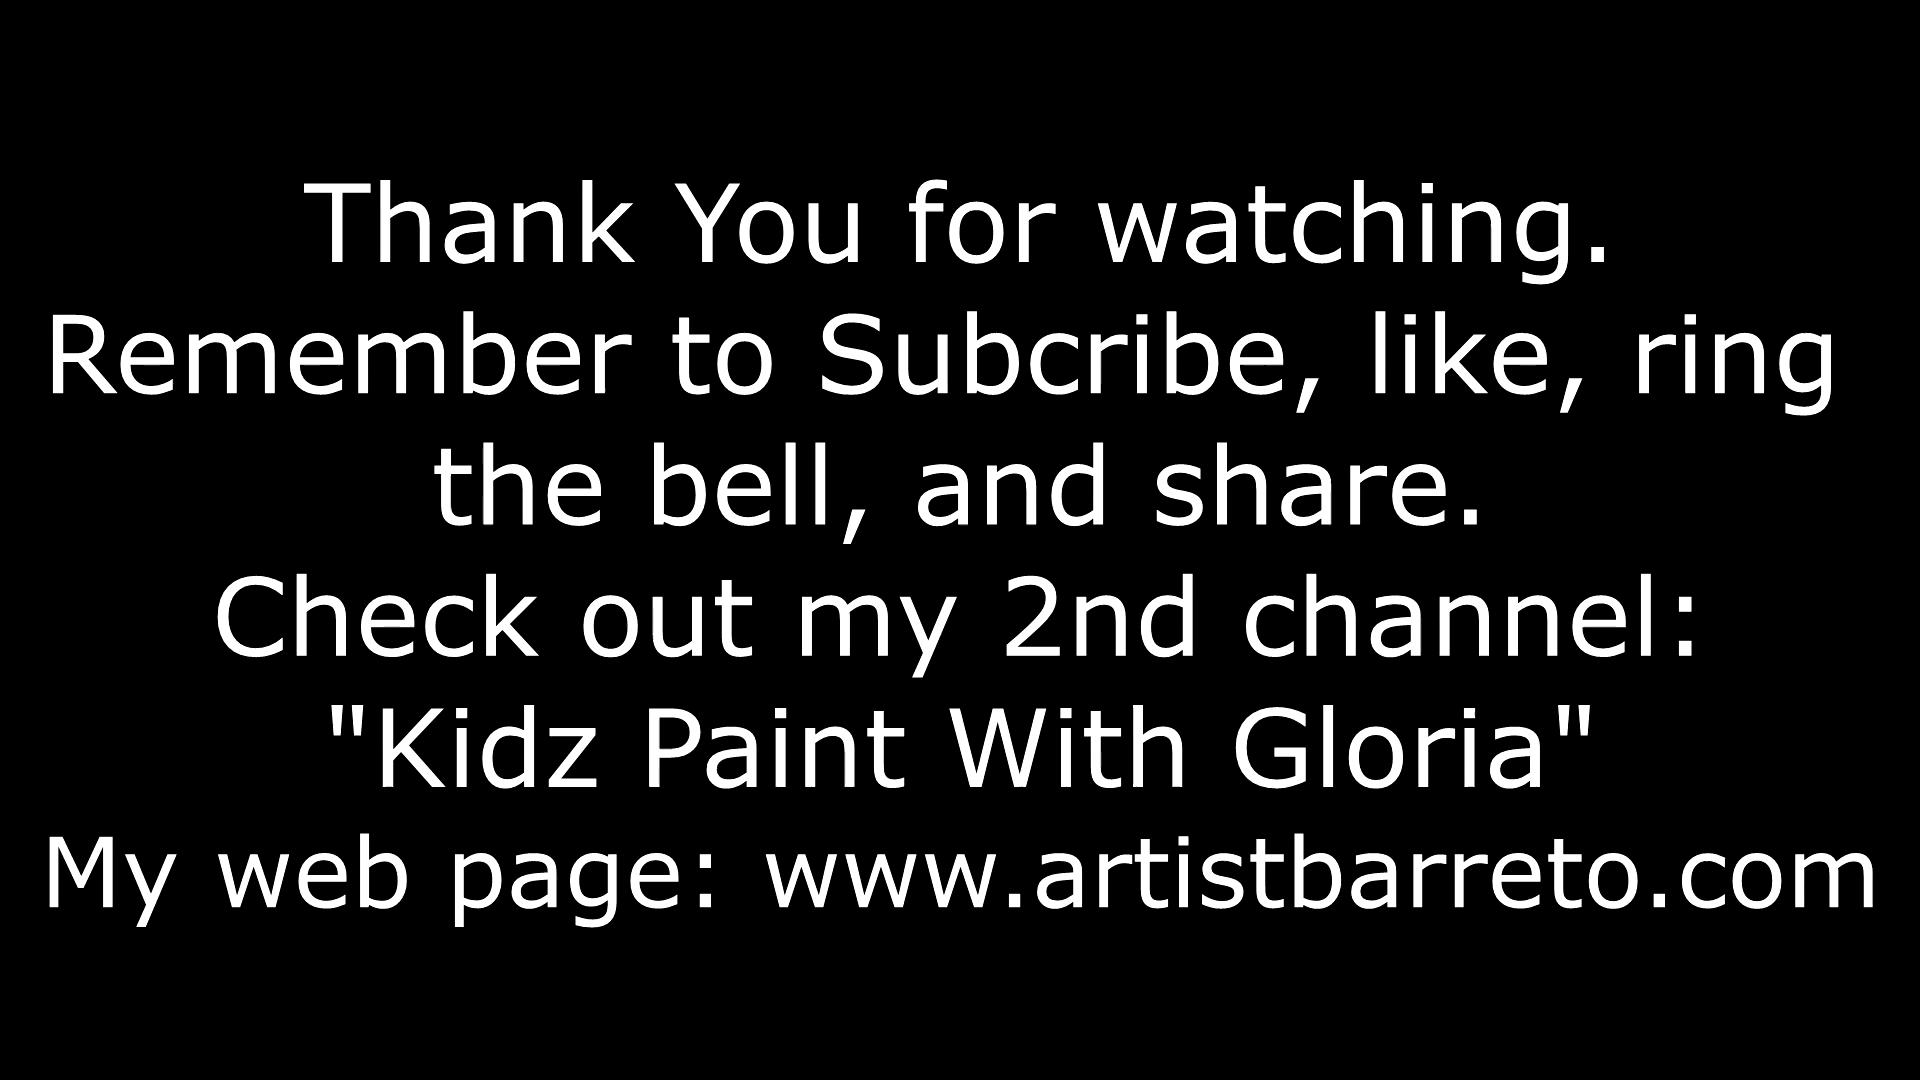 Thank You for watching.
Remember to Subcribe, like, ring
the bell, and share.
Check out my 2nd channel:
"Kidz Paint With Gloria"
My web page: www.artistbarreto.com